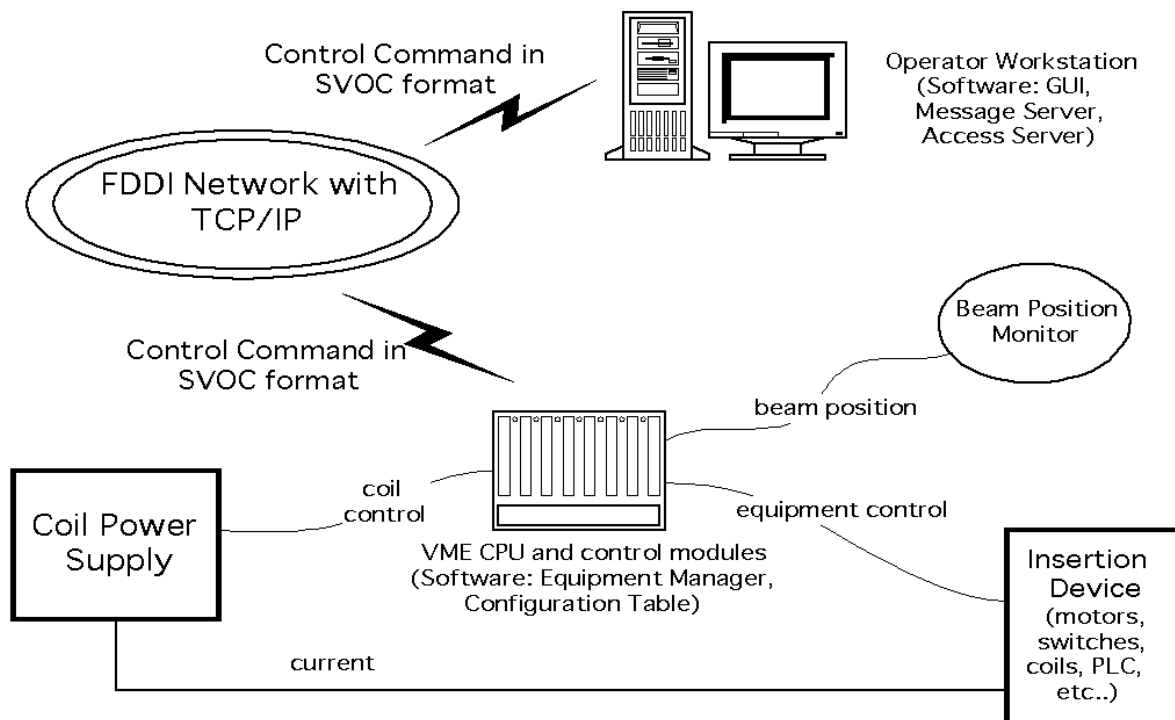 Control Command in
SVOC format
Operator Workstation
(Software: GUI,
Message Server,
Access Server)
FDDI Network with
TCP/IP
Beam Position
Monitor
Control Command in
SVOC format
beam position
coil
control
equipment control
Coil Power
Supply
VME CPU and control modules
(Software: Equipment Manager,
Configuration Table)
Insertion
Device
(motors,
switches,
coils, PLC,
etc..)
current